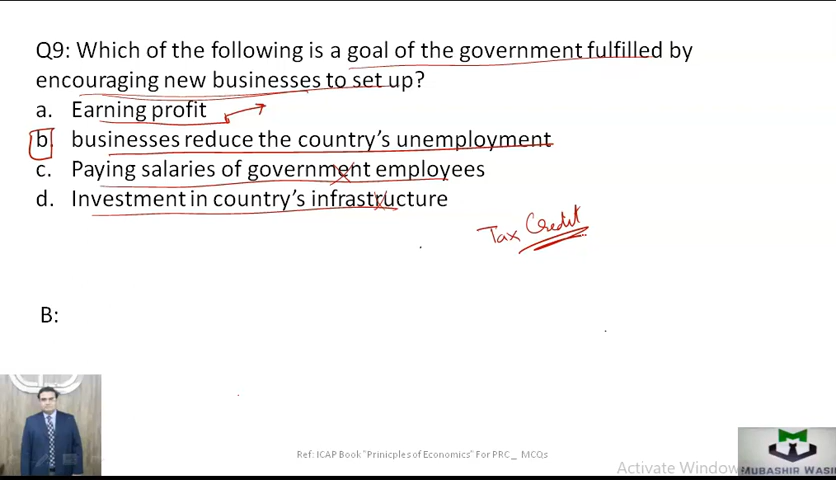 Q9: Which of the following is a goal of the government fulfilled by
encouraging new businesses to set up?
a. Earning profit
b. businesses reduce the country's unemployment
c. Paying salaries of government employees
d. Investment in country's infrastructure
Tax Credit
B:
Ref: ICAP Book "Prinicples of Economics" For PRC_ MCQs
Activate Window
MUBASHIR WASI